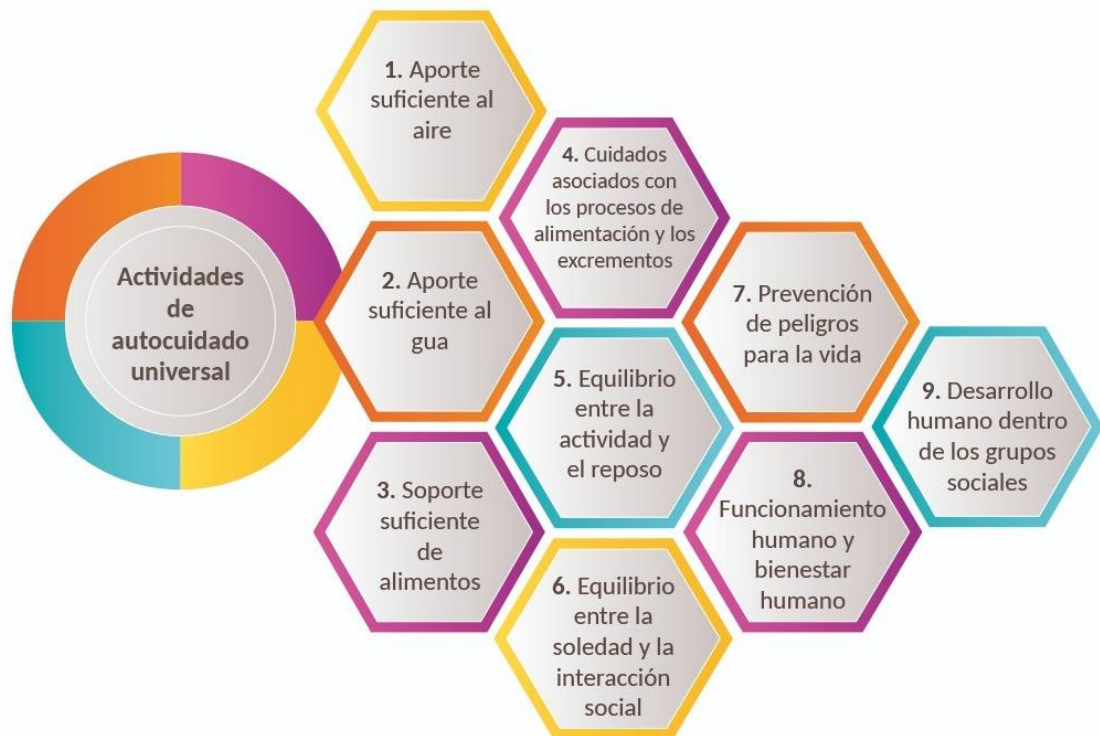 Actividades
de
autocuidado
universal
1. Aporte
suficiente al
aire
2. Aporte
suficiente al
gua
3. Soporte
suficiente
de
alimentos
4. Cuidados
asociados con
los procesos de
alimentación y los
excrementos
5. Equilibrio
entre la
actividad y
el reposo
6. Equilibrio
entre la
soledad y la
interacción
social
7. Prevención
de peligros
para la vida
8.
Funcionamiento
humano y
bienestar
humano
9. Desarrollo
humano dentro
de los grupos
sociales